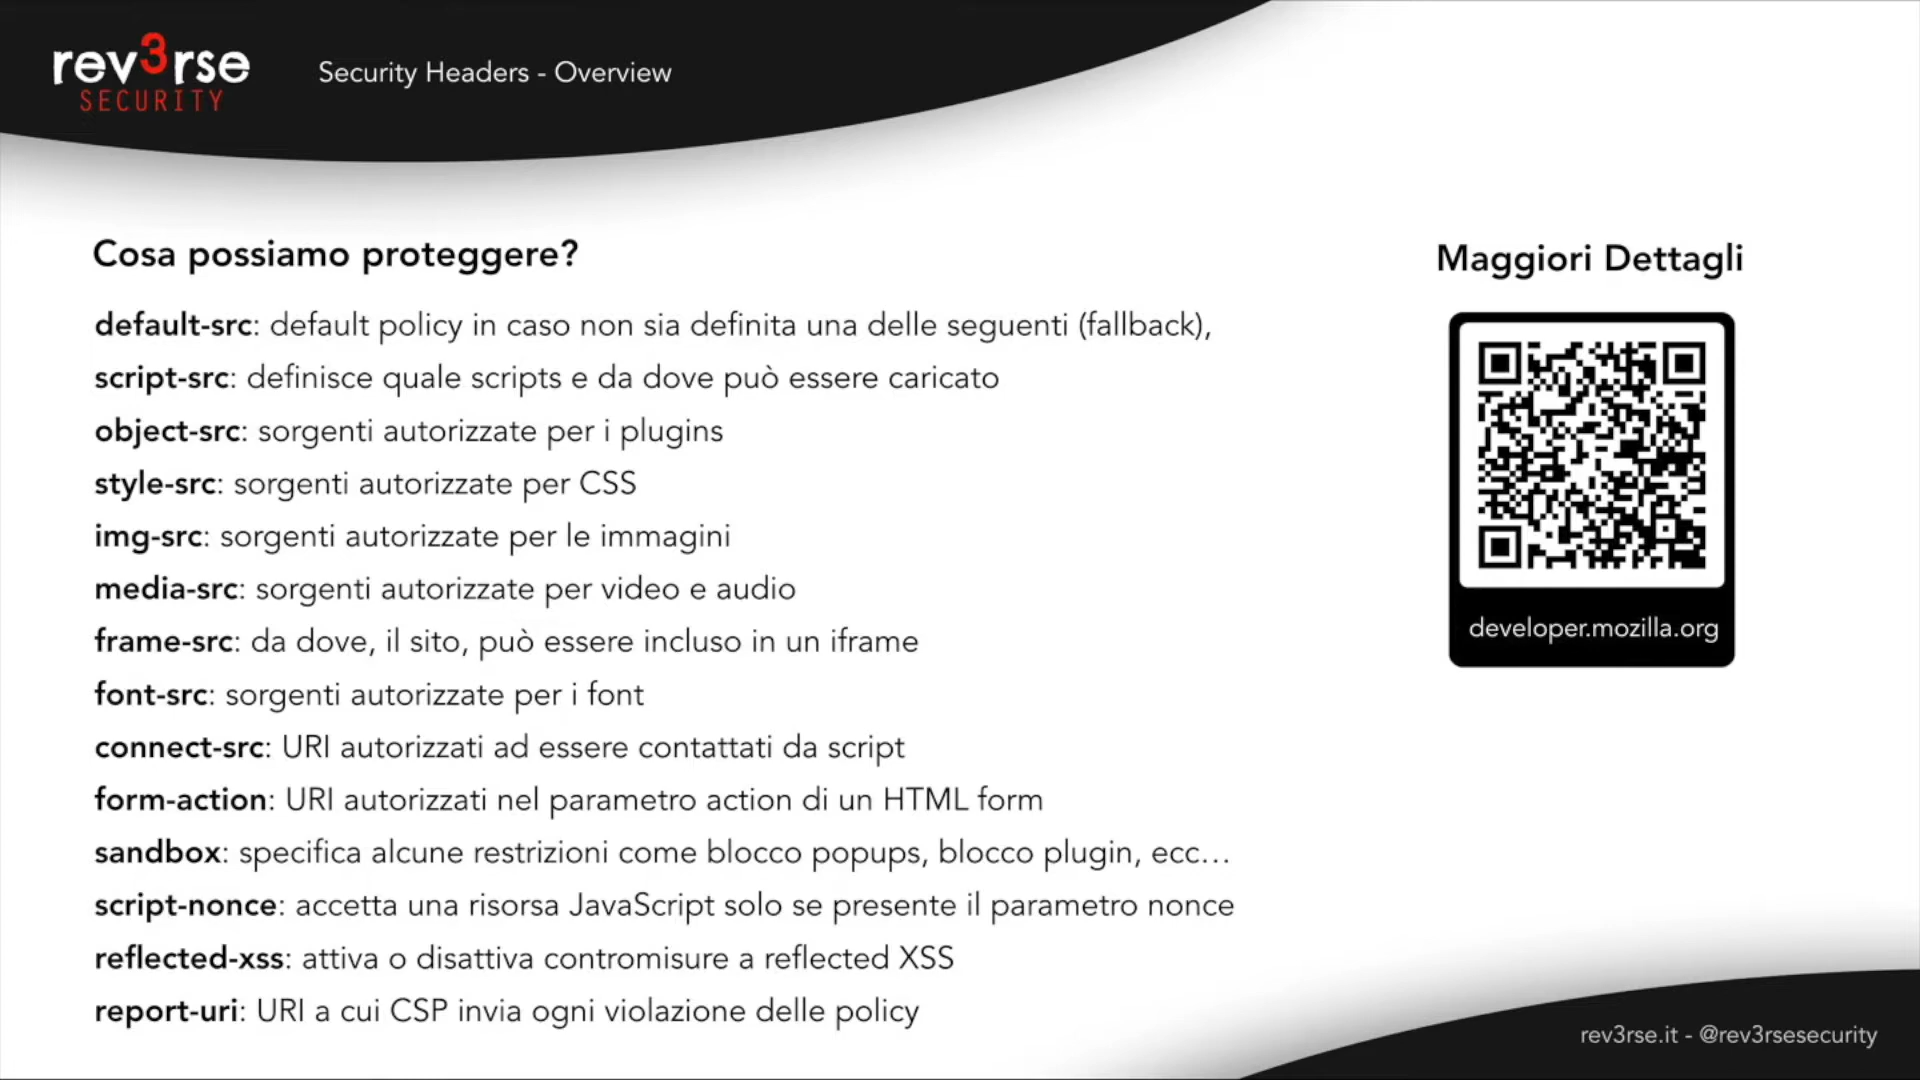 rev3rse
SECURITY
Security Headers - Overview
Cosa possiamo proteggere?
default-src: default policy in caso non sia definita una delle seguenti (fallback),
script-src: definisce quale scripts e da dove può essere caricato
object-src: sorgenti autorizzate per i plugins
style-src: sorgenti autorizzate per CSS
img-src: sorgenti autorizzate per le immagini
media-src: sorgenti autorizzate per video e audio
frame-src: da dove, il sito, può essere incluso in un iframe
font-src: sorgenti autorizzate per i font
connect-src: URI autorizzati ad essere contattati da script
form-action: URI autorizzati nel parametro action di un HTML form
sandbox: specifica alcune restrizioni come blocco popups, blocco plugin, ecc…
script-nonce: accetta una risorsa JavaScript solo se presente il parametro nonce
reflected-xss: attiva o disattiva contromisure a reflected XSS
report-uri: URI a cui CSP invia ogni violazione delle policy
Maggiori Dettagli
developer.mozilla.org
rev3rse.it - @rev3rsesecurity